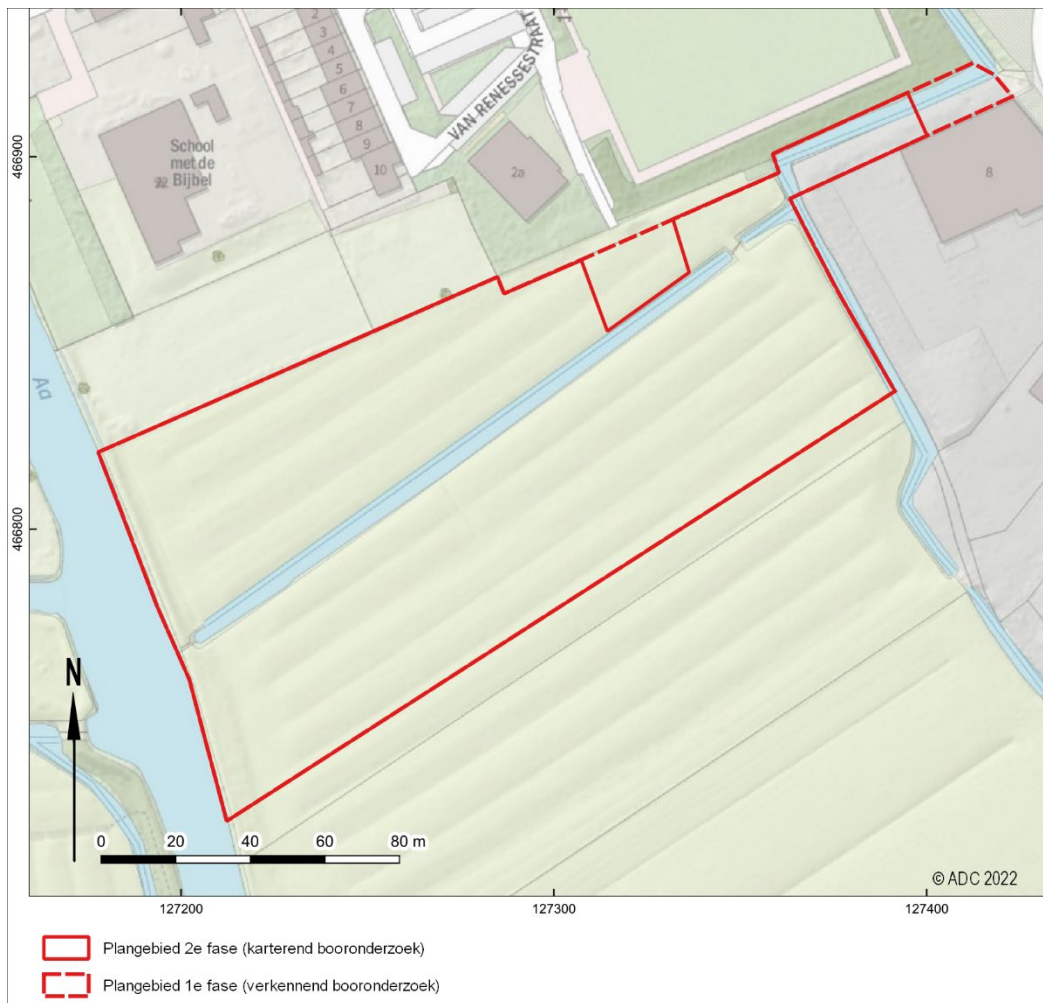 2
3
4
5
6
7
8
9
10
VAN RENESSESTRAAT
2a
School
met de
Bijbel
22
8
Aa
466900
466800
N
0 20 40 60 80 m
© ADC 2022
127200 127300 127400
Plangebied 2e fase (karterend booronderzoek)
Plangebied 1e fase (verkennend booronderzoek)